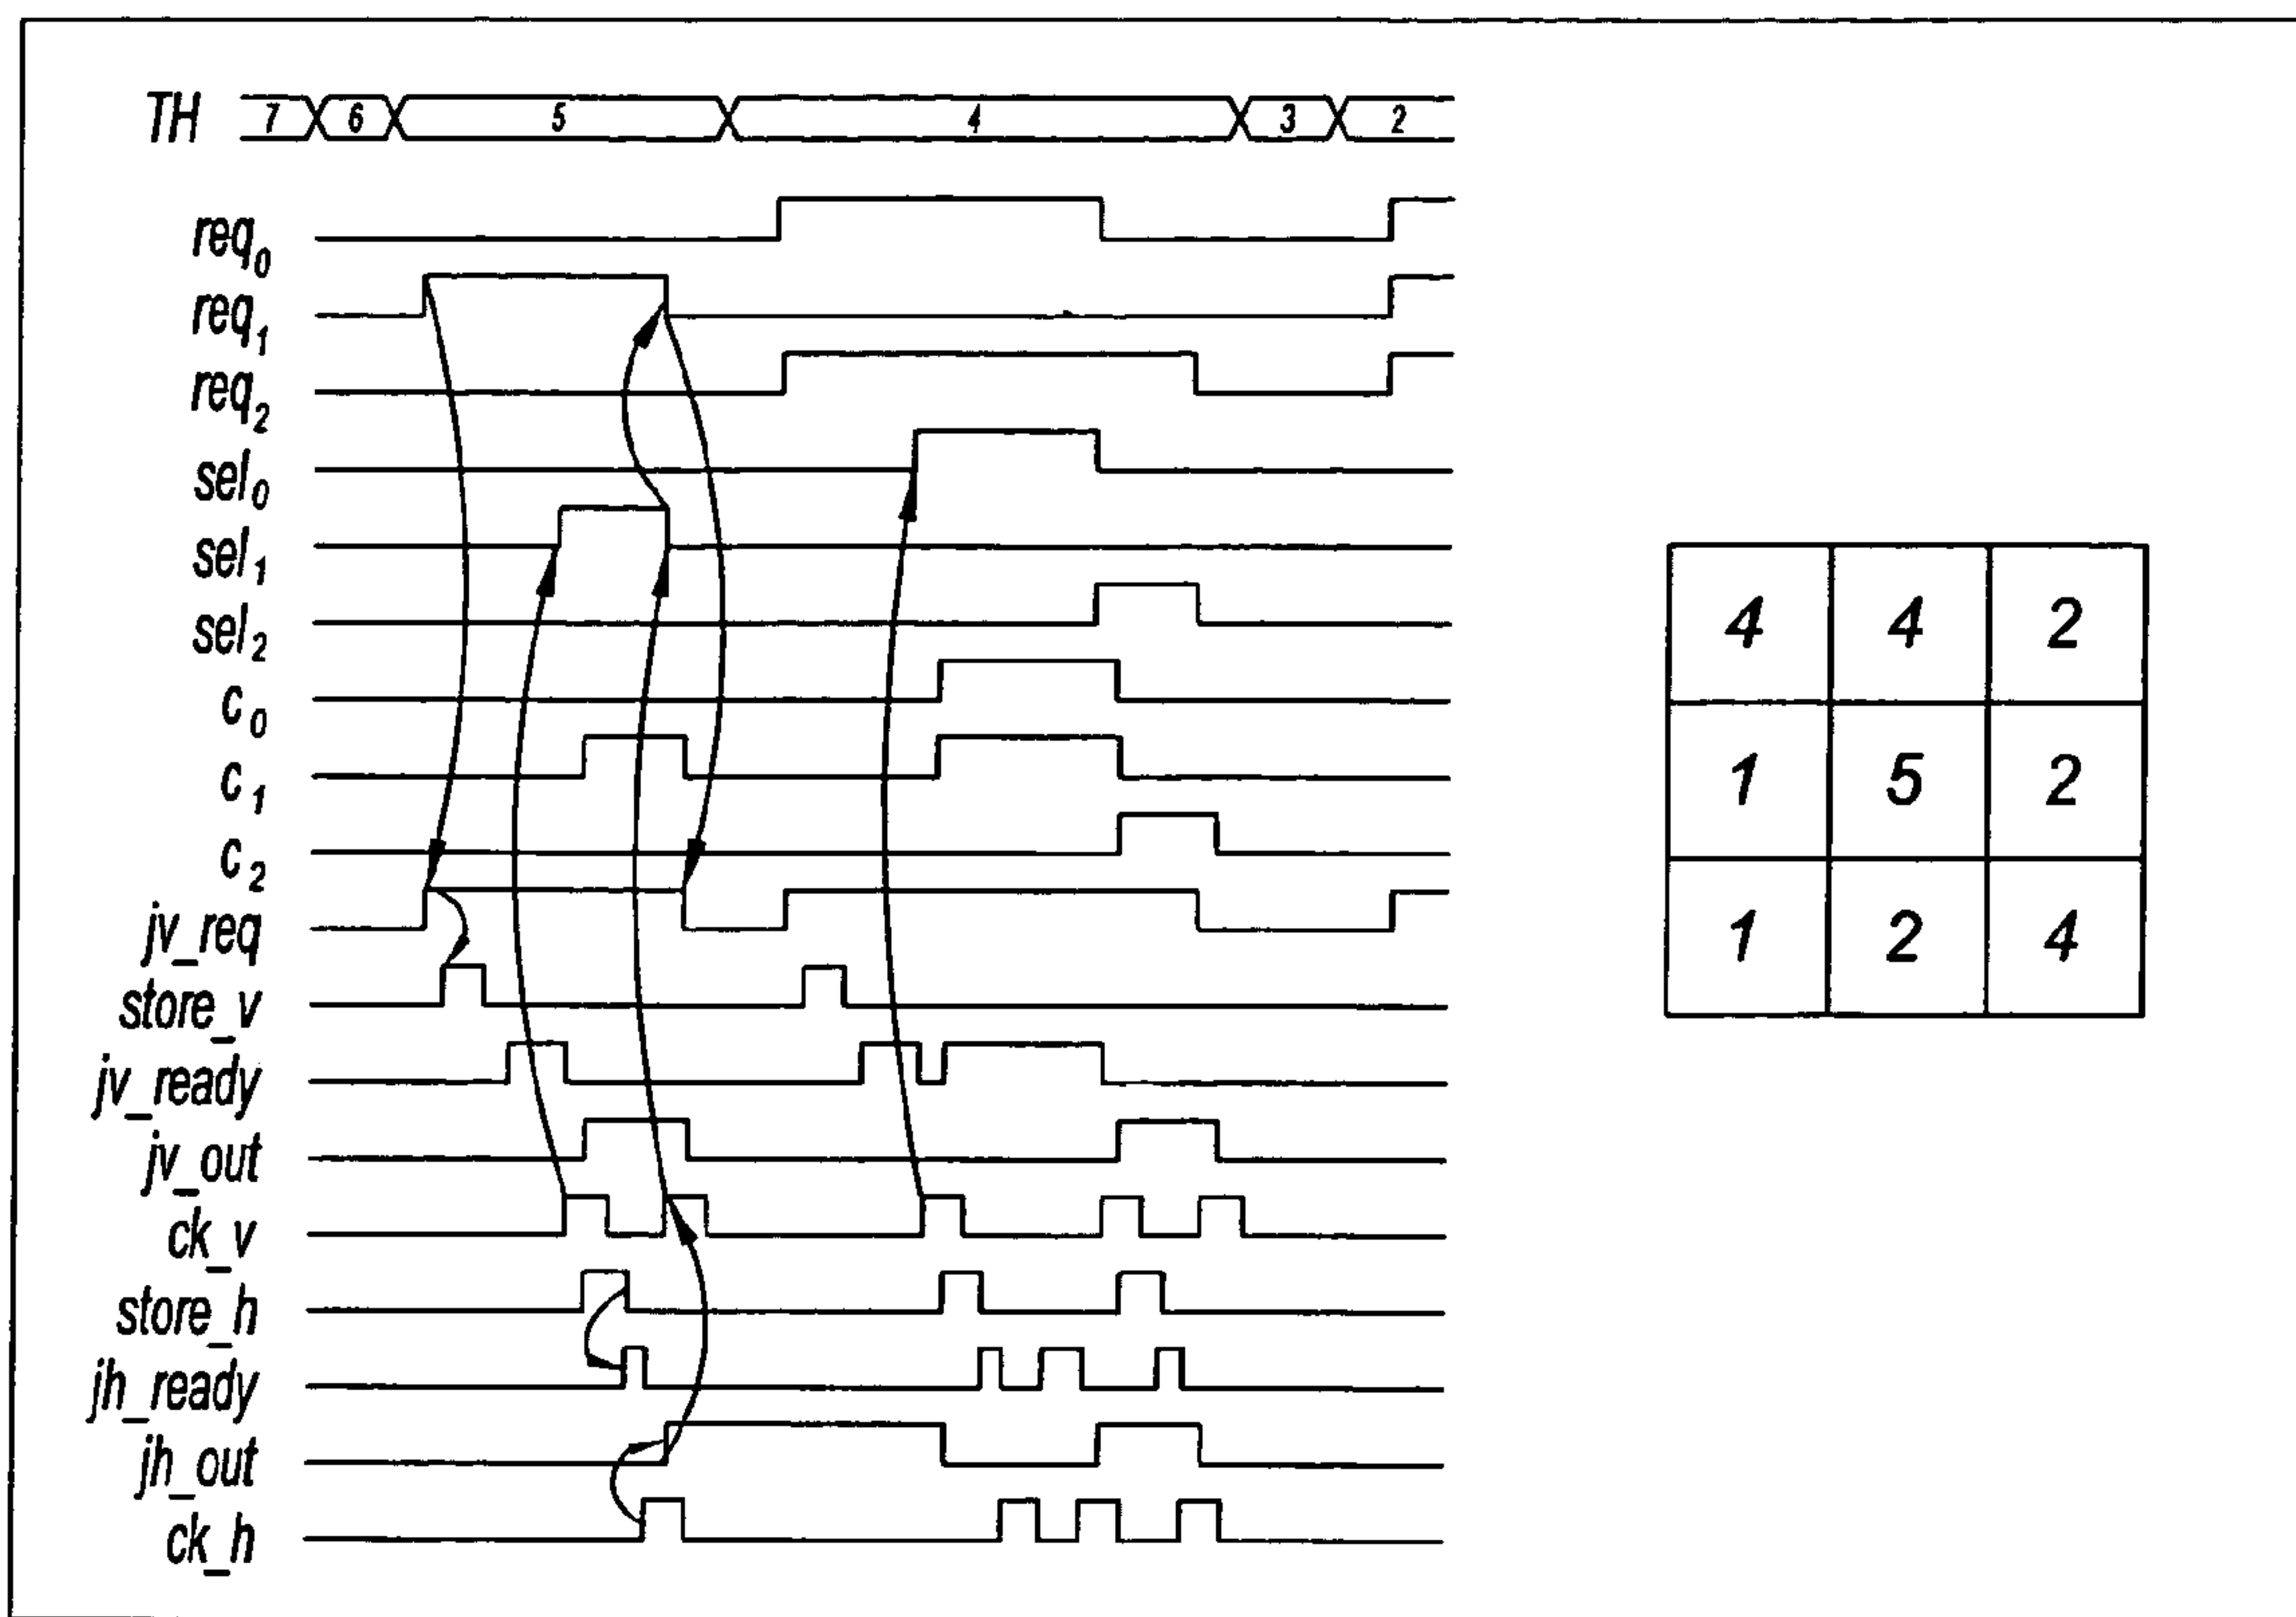 TH 7 6 5 4 3 2
req0
req1
req2
sel0
sel1
sel2
c0
c1
c2
jv_req
store_v
jv_ready
jv_out
ck_v
store_h
jh_ready
jh_out
ck_h
4 4 2
1 5 2
1 2 4